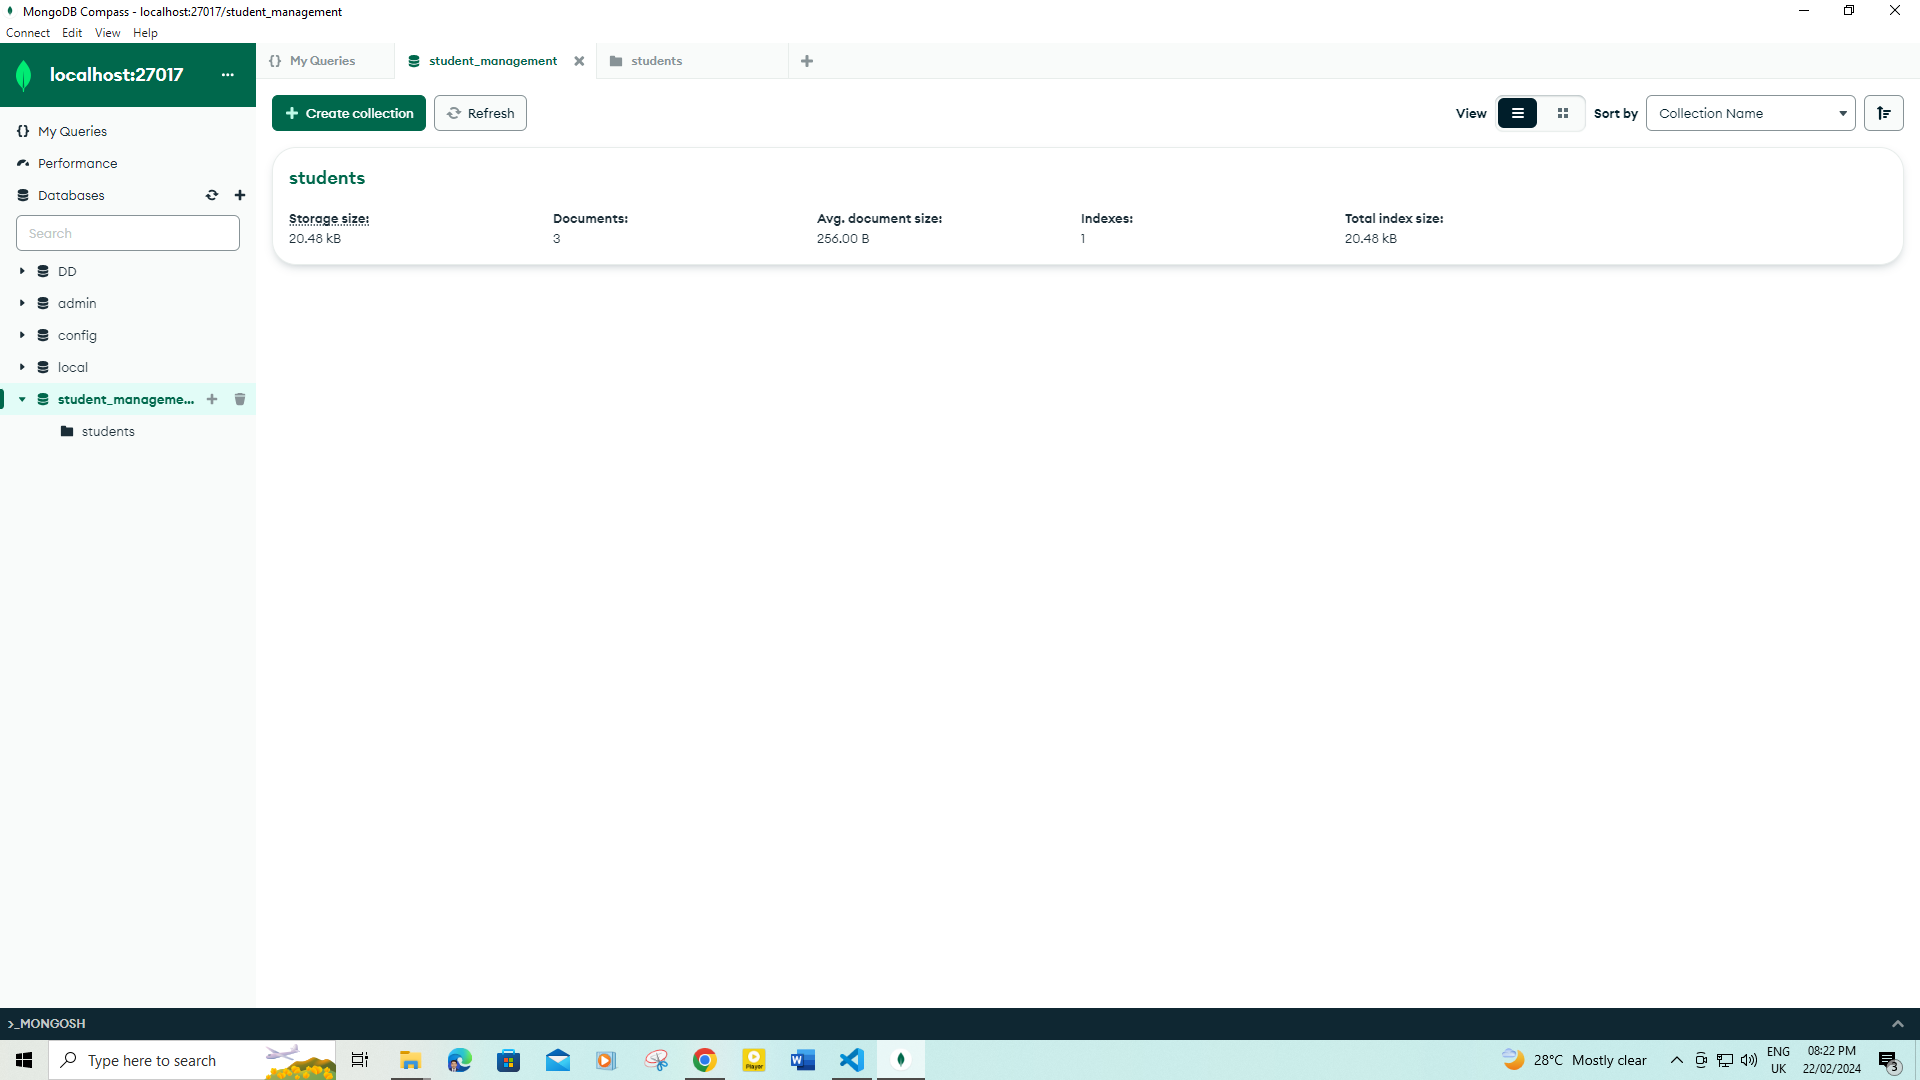 MongoDB Compass - localhost:27017/student_management
Connect Edit View Help
localhost:27017
My Queries
student_management
students
Create collection
Refresh
View
Sort by
Collection Name
My Queries
Performance
Databases
Search
DD
admin
config
local
student_manageme...
students
students
Storage size:
20.48 kB
Documents:
3
Avg. document size:
256.00 B
Indexes:
1
Total index size:
20.48 kB
>_MONGOSH
Type here to search
Player
28°C Mostly clear
ENG
UK
08:22 PM
22/02/2024
3